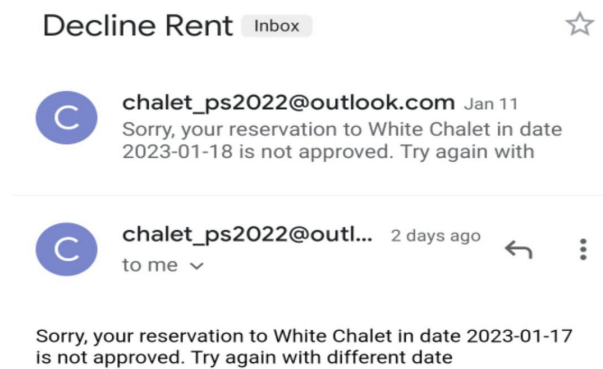 Decline Rent Inbox
C
chalet_ps2022@outlook.com Jan 11
Sorry, your reservation to White Chalet in date
2023-01-18 is not approved. Try again with
C
chalet_ps2022@outl... 2 days ago
to me
Sorry, your reservation to White Chalet in date 2023-01-17
is not approved. Try again with different date